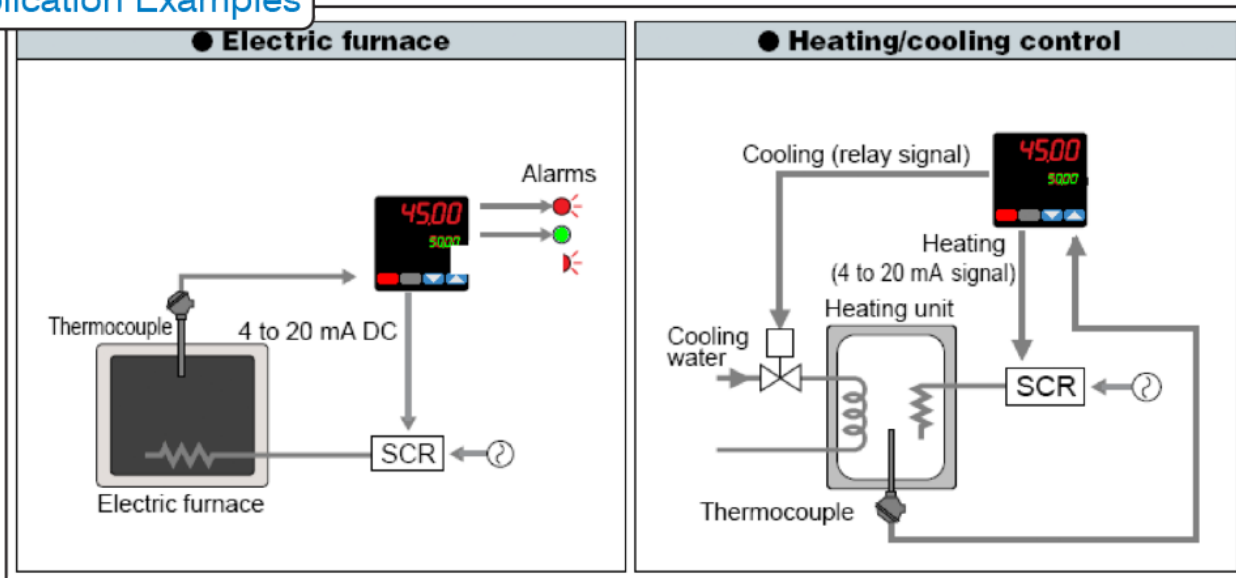 plication Examples
● Electric furnace
Alarms
45.00
50.00
Thermocouple
4 to 20 mA DC
SCR
Electric furnace
● Heating/cooling control
Cooling (relay signal)
45.00
50.00
Heating
(4 to 20 mA signal)
Heating unit
Cooling
water
SCR
Thermocouple